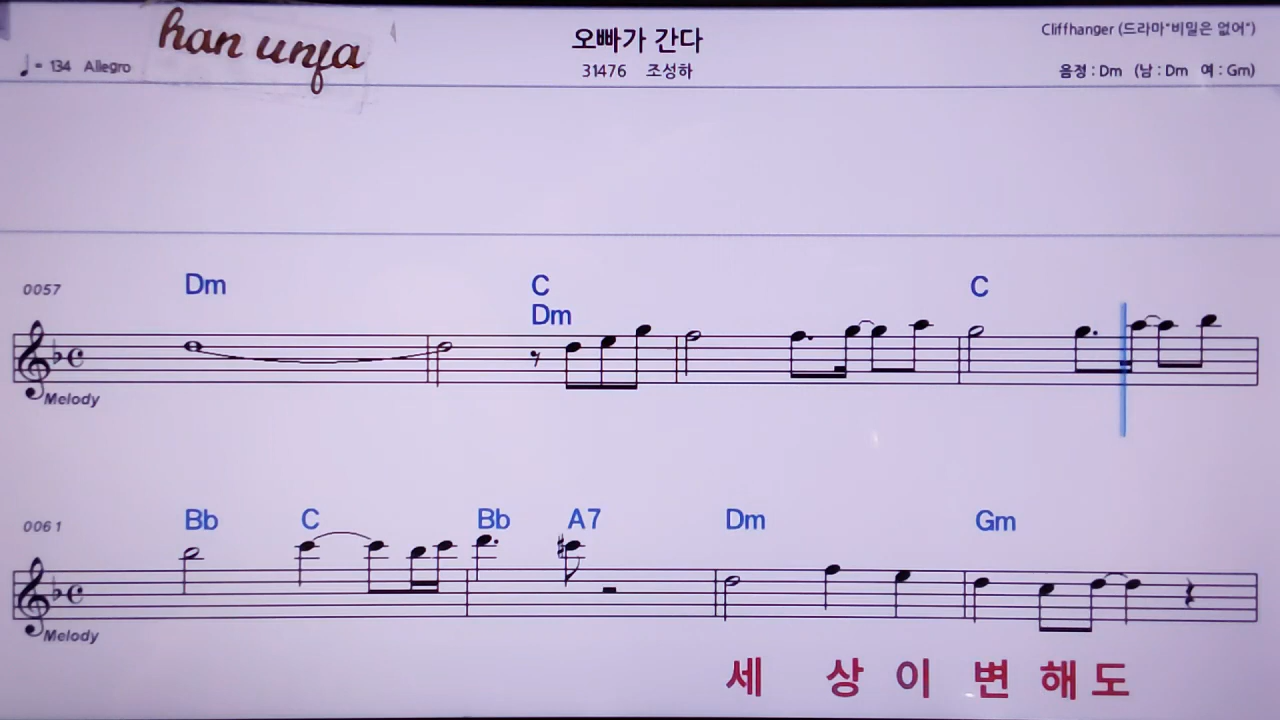 han unfa
오빠가 간다
Cliffhanger (드라마"비밀은 없어")
♩= 134 Allegro
31476 조성하
음정 : Dm (남 : Dm 여 : Gm)
0057 Dm C C
Dm
Melody
0061 Bb C Bb A7 Dm Gm
Melody
세 상 이 변 해 도